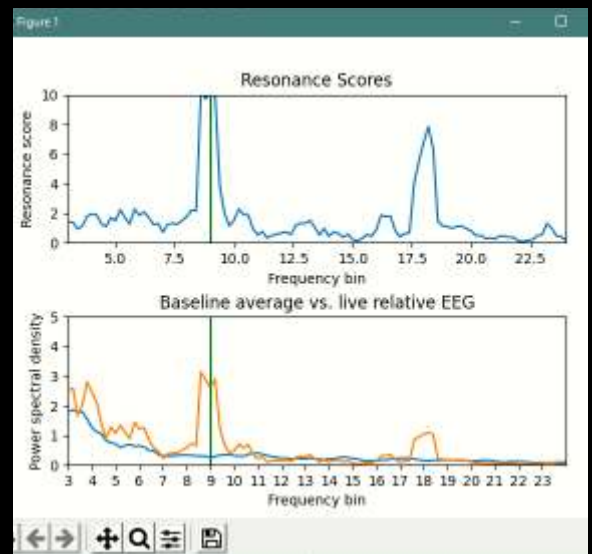 Figure 1
Resonance Scores
10
8
6
4
2
0
Resonance score
5.0 7.5 10.0 12.5 15.0 17.5 20.0 22.5
Frequency bin
Baseline average vs. live relative EEG
5
4
3
2
1
0
Power spectral density
3 4 5 6 7 8 9 10 11 12 13 14 15 16 17 18 19 20 21 22 23
Frequency bin